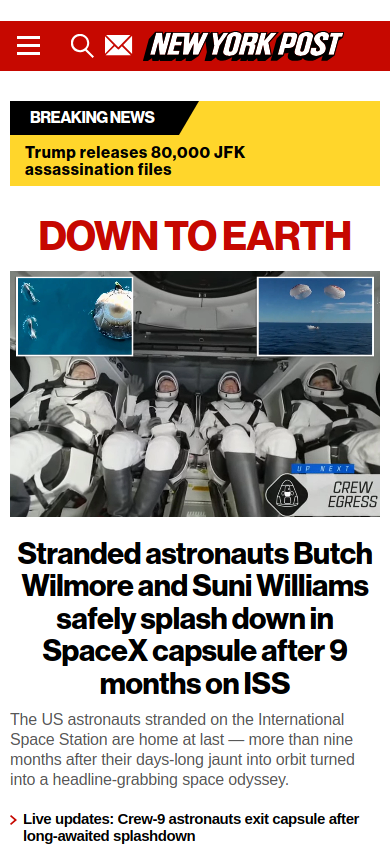 NEW YORK POST
BREAKING NEWS
Trump releases 80,000 JFK
assassination files
DOWN TO EARTH
UP NEXT
CREW
EGRESS
Stranded astronauts Butch
Wilmore and Suni Williams
safely splash down in
SpaceX capsule after 9
months on ISS
The US astronauts stranded on the International
Space Station are home at last — more than nine
months after their days-long jaunt into orbit turned
into a headline-grabbing space odyssey.
Live updates: Crew-9 astronauts exit capsule after
long-awaited splashdown